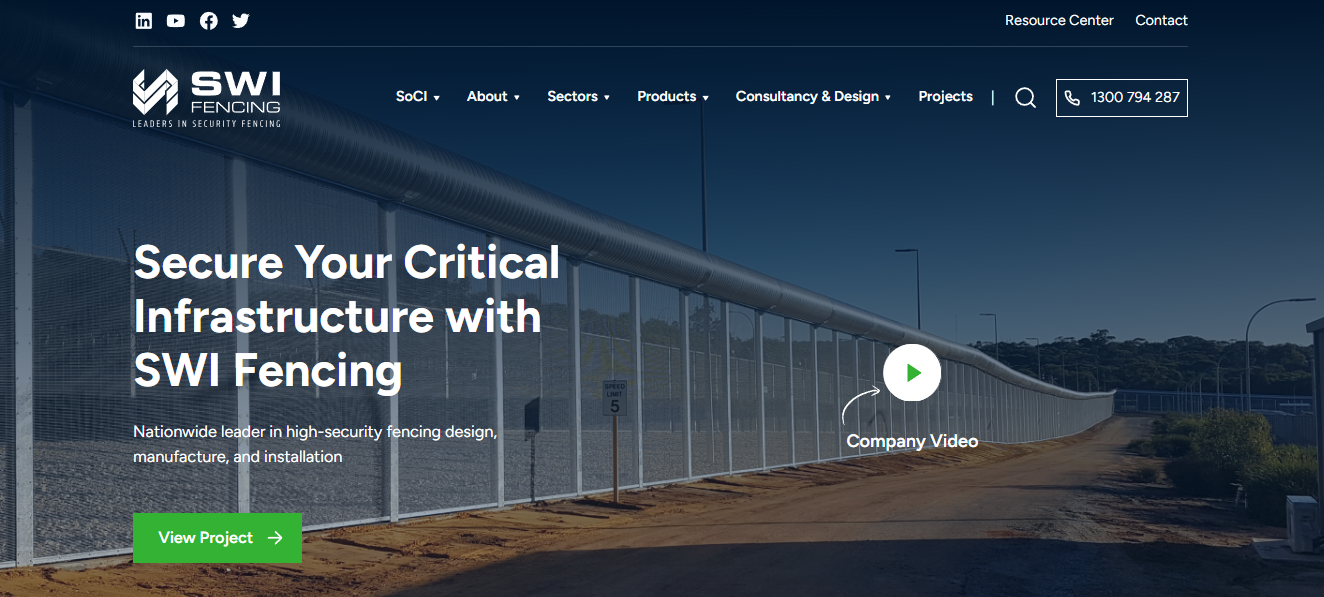 Resource Center Contact
SWI
FENCING
LEADERS IN SECURITY FENCING
SoCI About Sectors Products Consultancy & Design Projects | 1300 794 287
Secure Your Critical
Infrastructure with
SWI Fencing
SPEED
LIMIT
5
Nationwide leader in high-security fencing design,
manufacture, and installation
Company Video
View Project